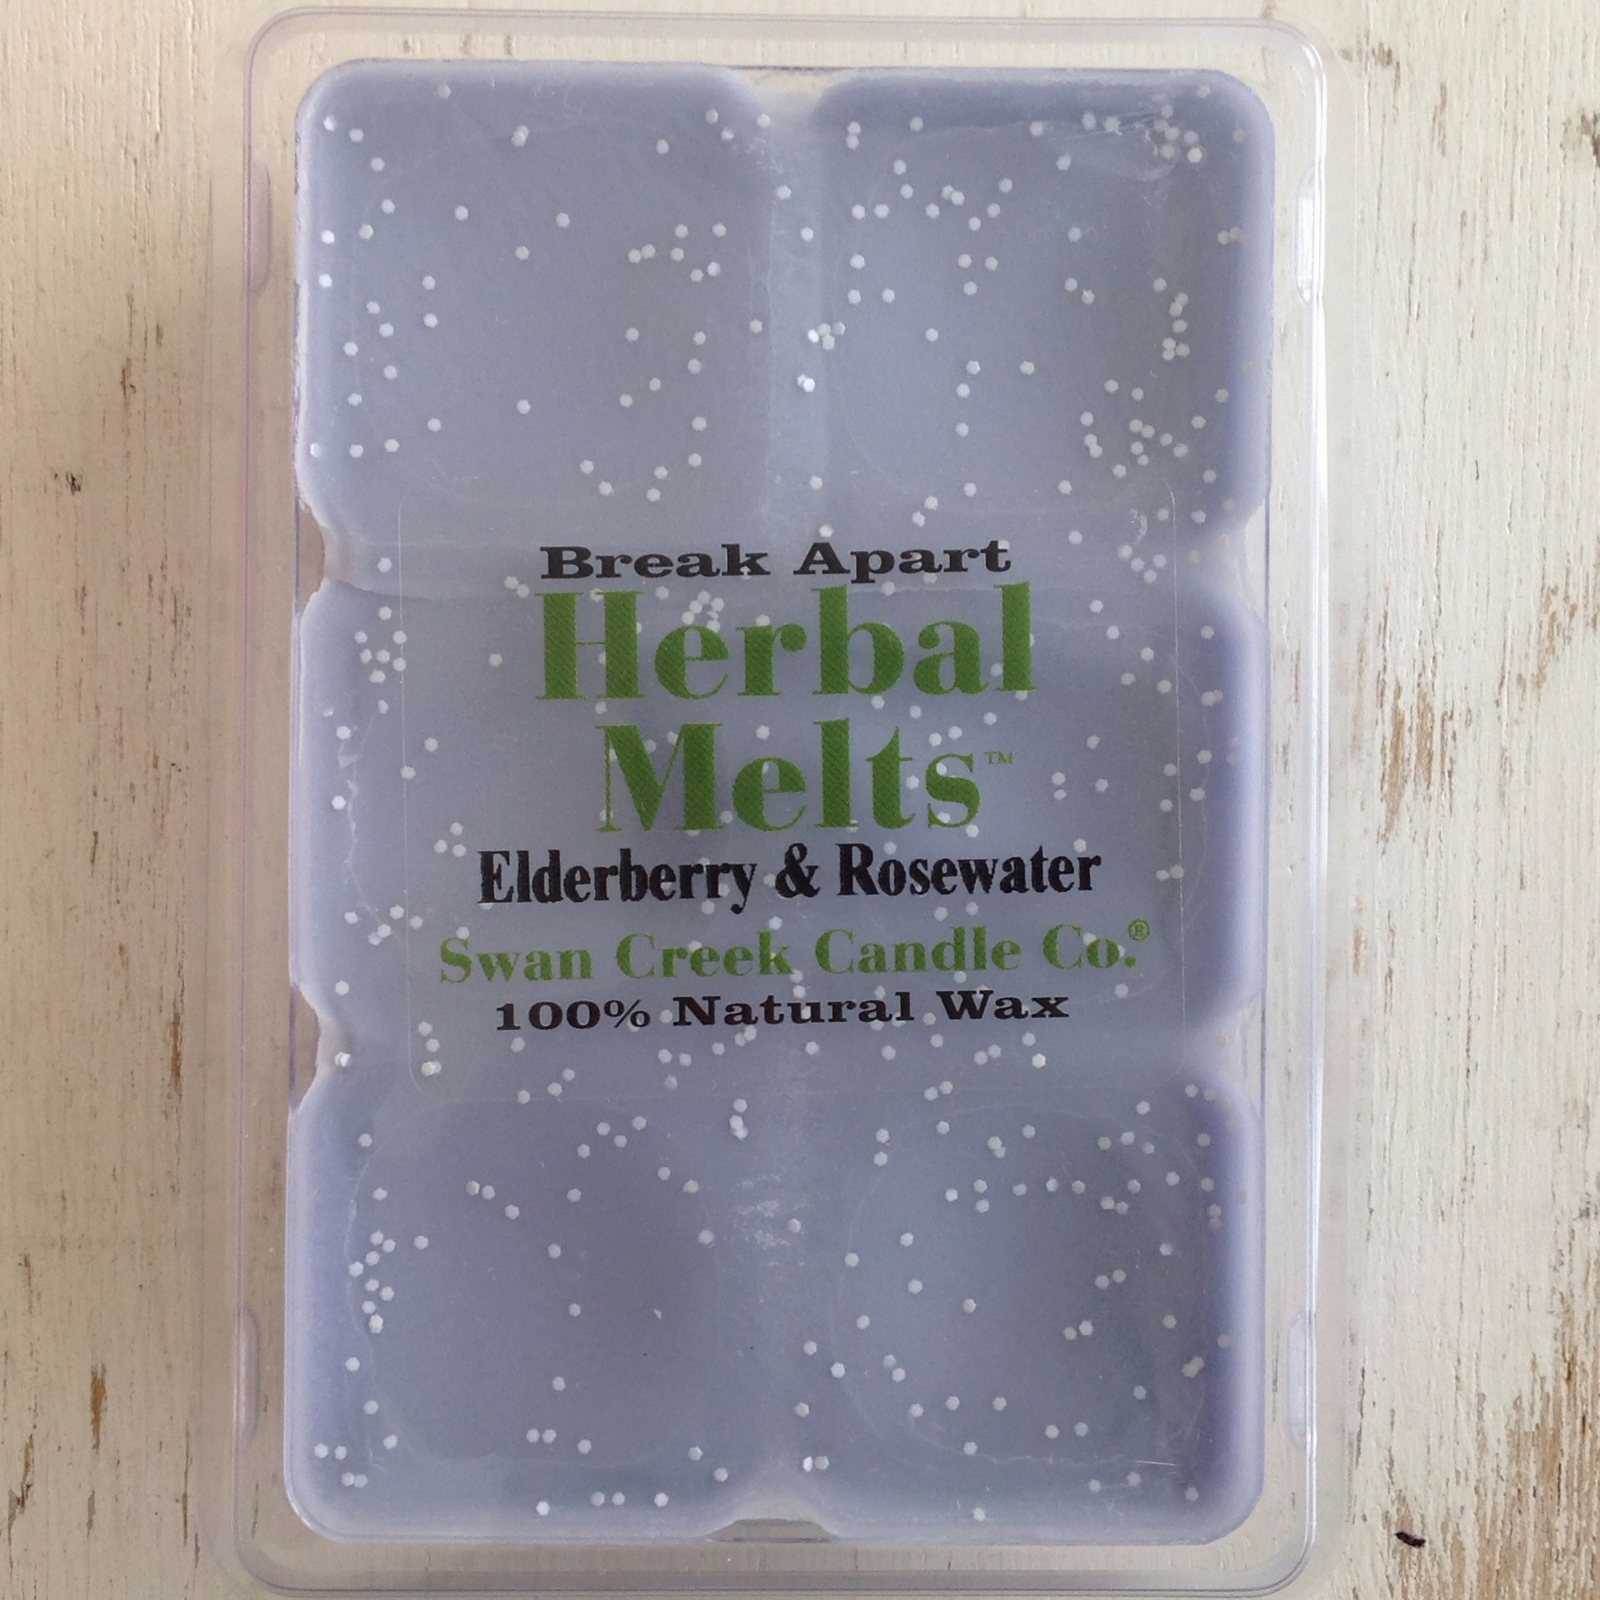 Break Apart
Herbal
Melts™
Elderberry & Rosewater
Swan Creek Candle Co.®
100% Natural Wax